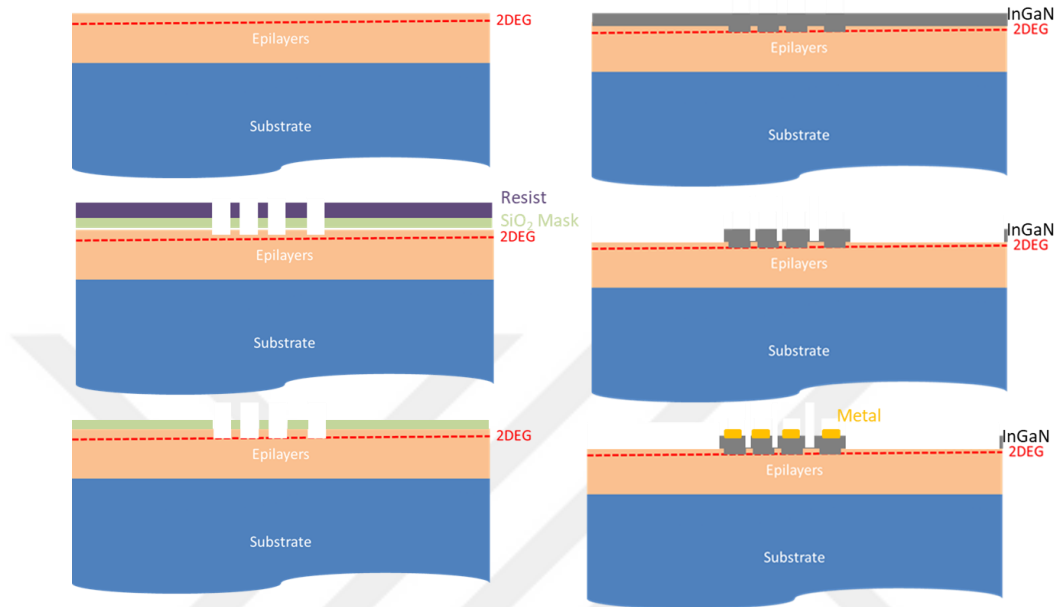 2DEG
Epilayers
Substrate
Resist
SiO₂ Mask
2DEG
Epilayers
Substrate
2DEG
Epilayers
Substrate
InGaN
2DEG
Epilayers
Substrate
InGaN
2DEG
Epilayers
Substrate
Metal
InGaN
2DEG
Epilayers
Substrate